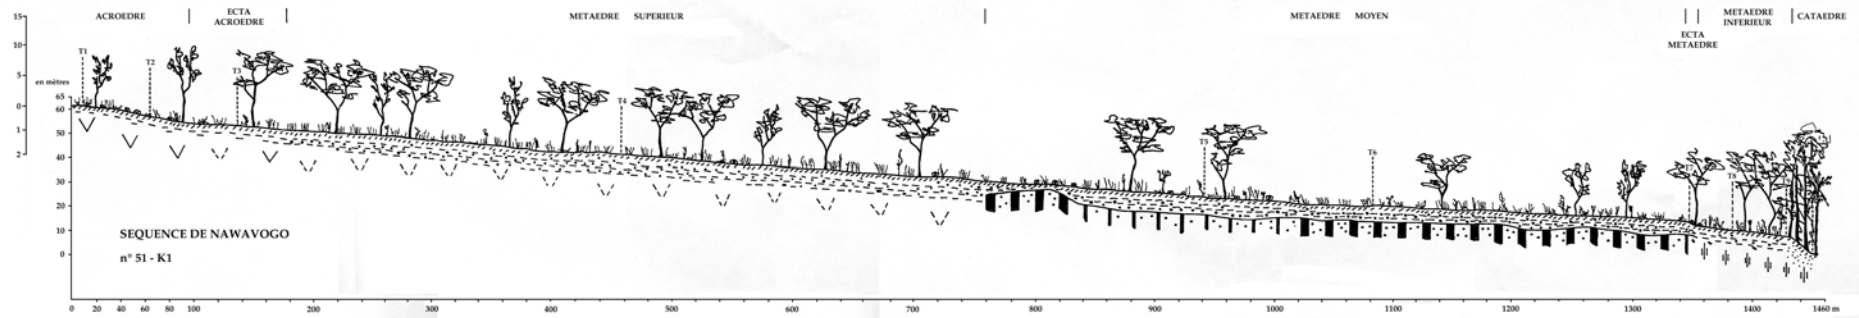 ACROEDRE
ECTA
ACROEDRE
METAEDRE SUPERIEUR
METAEDRE MOYEN
ECTA
METAEDRE
METAEDRE
INFERIEUR
CATAEDRE
15
10
5
0
1
2
en mètres
65
60
50
40
30
20
10
0
T1
T2
T3
T4
T5
T6
T8
SEQUENCE DE NAWAVOGO
n° 51 - K1
0 20 40 60 80 100 200 300 400 500 600 700 800 900 1000 1100 1200 1300 1400 1460 m